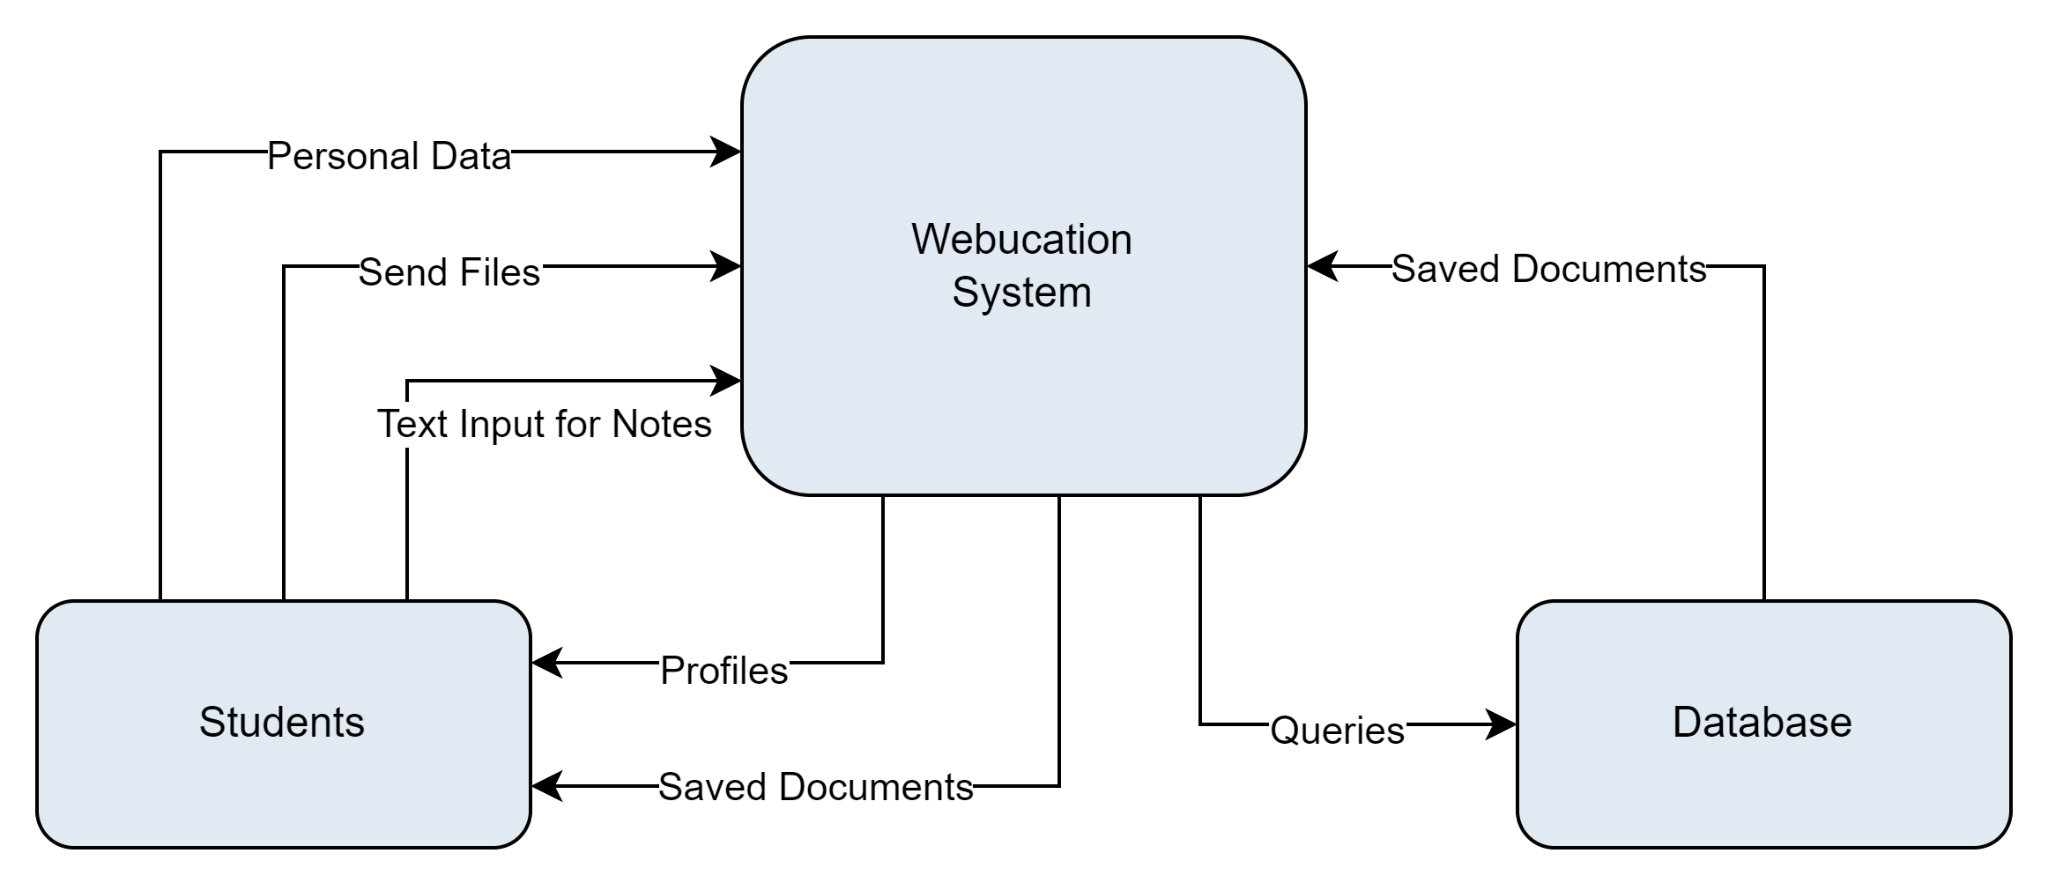 Personal Data
Webucation
System
Send Files
Saved Documents
Text Input for Notes
Profiles
Students
Queries
Database
Saved Documents